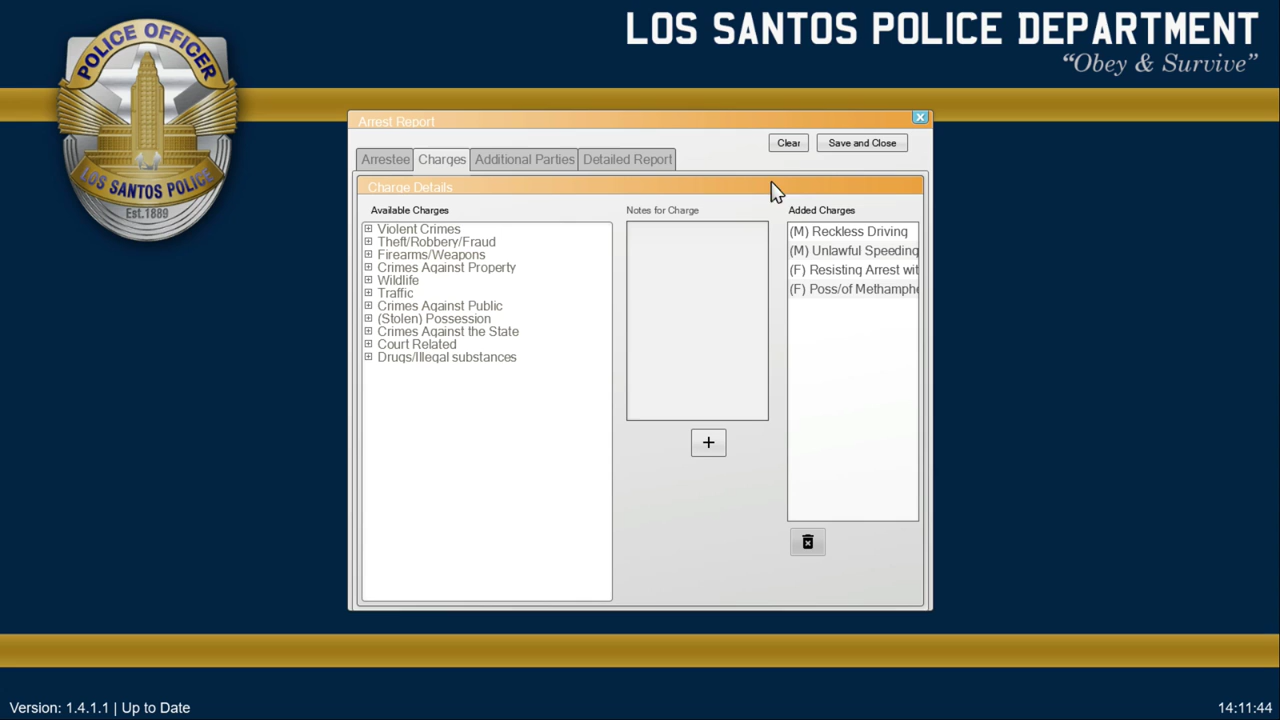 LOS SANTOS POLICE DEPARTMENT
“Obey & Survive”
POLICE OFFICER
LOS SANTOS POLICE
Est.1889
Arrest Report
Clear
Save and Close
Arrestee
Charges
Additional Parties
Detailed Report
Charge Details
Available Charges
Notes for Charge
Added Charges
Violent Crimes
Theft/Robbery/Fraud
Firearms/Weapons
Crimes Against Property
Wildlife
Traffic
Crimes Against Public
(Stolen) Possession
Crimes Against the State
Court Related
Drugs/Illegal substances
(M) Reckless Driving
(M) Unlawful Speeding
(F) Resisting Arrest wit
(F) Poss/of Methamphe
Version: 1.4.1.1 | Up to Date
14:11:44